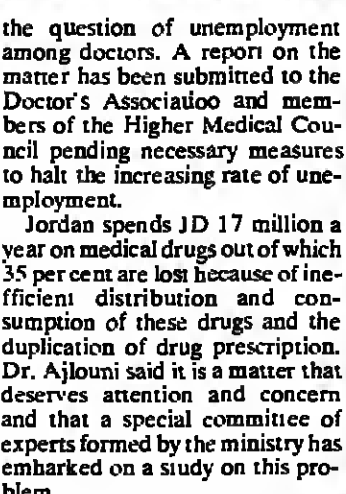 the question of unemployment
among doctors. A report on the
matter has been submitted to the
Doctor's Associatioo and mem-
bers of the Higher Medical Cou-
ncil pending necessary measures
to halt the increasing rate of une-
mployment.
Jordan spends JD 17 million a
year on medical drugs out of which
35 per cent are lost hecause of ine-
fficient distribution and con-
sumption of these drugs and the
duplication of drug prescription.
Dr. Ajlouni said it is a matter that
deserves attention and concern
and that a special committee of
experts formed by the ministry has
emharked on a study on this pro-
blem